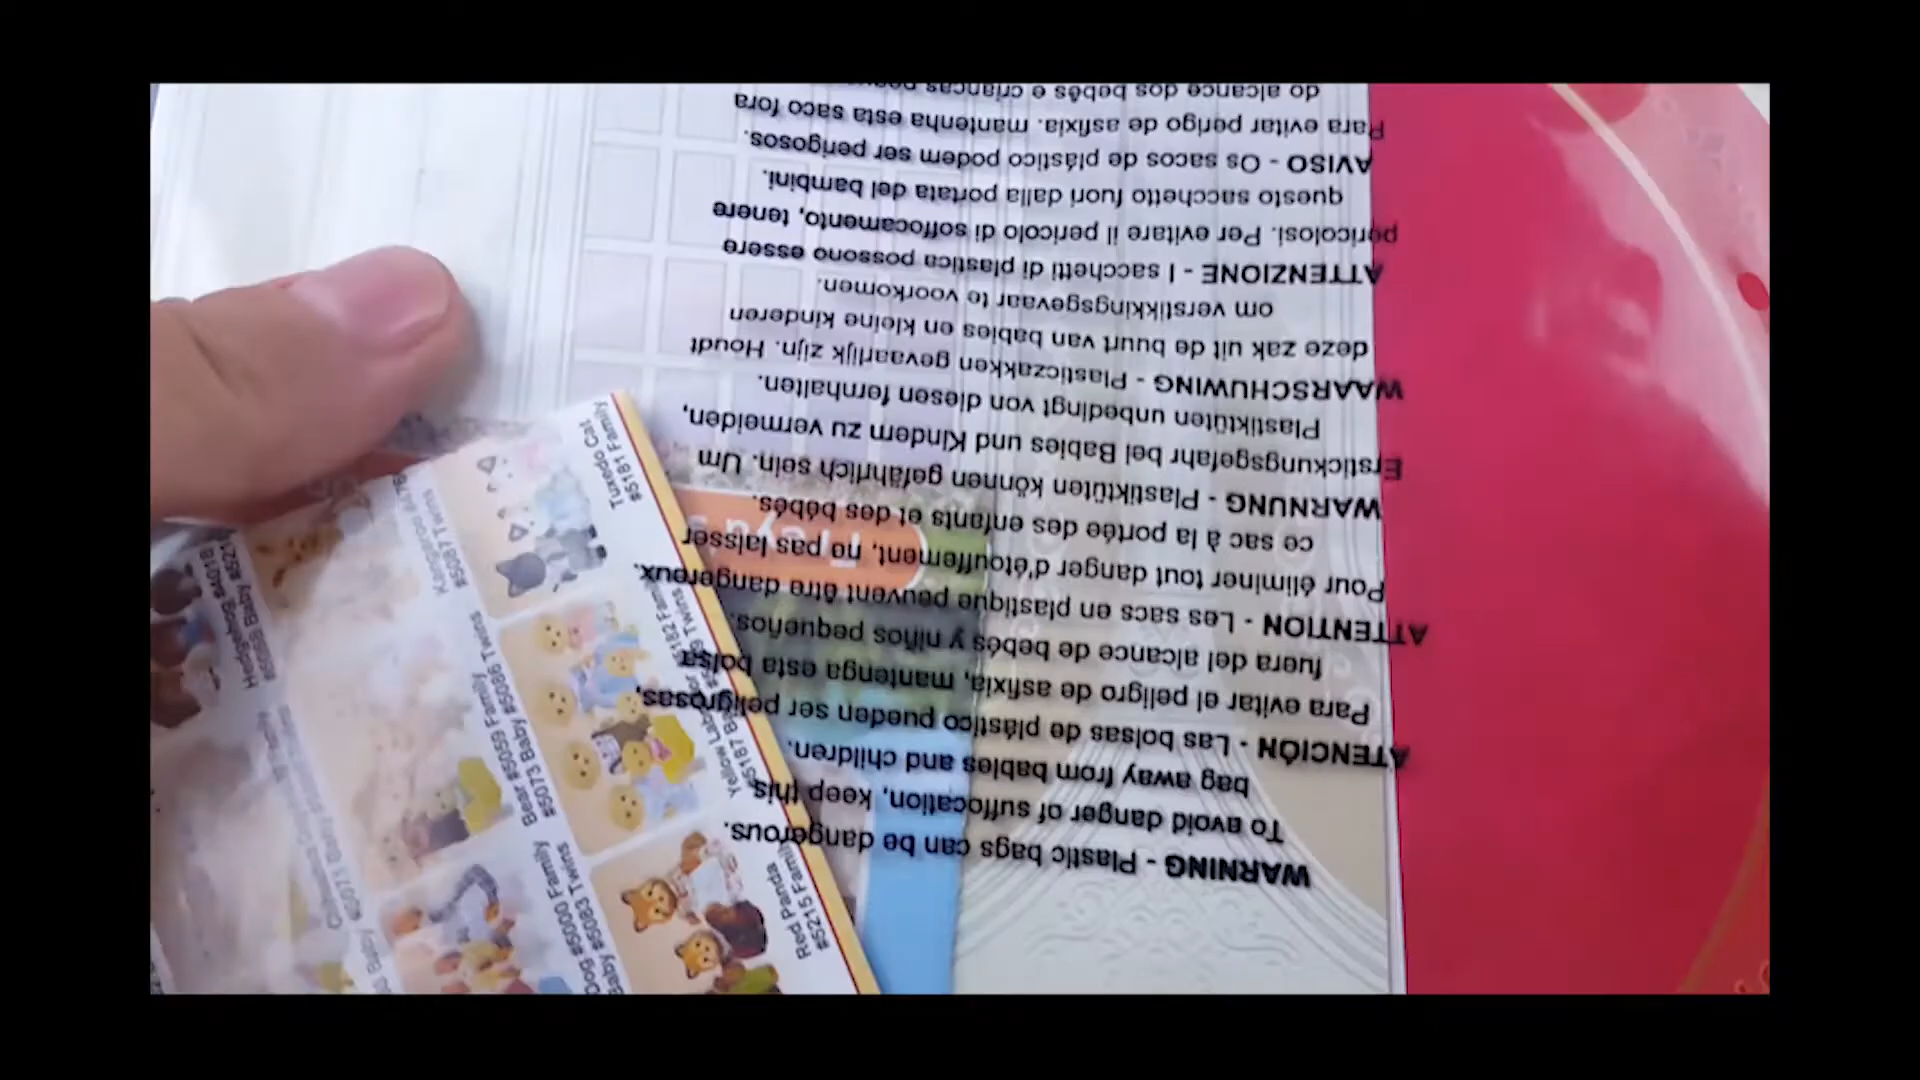 WARNING - Plastic bags can be dangerous.
To avoid danger of suffocation, keep this
bag away from babies and children.
ATENCIÓN - Las bolsas de plástico pueden ser peligrosas,
Para evitar el peligro de asfixia, mantenga esta bolsa
fuera del alcance de bebés y niños pequeños.
ATTENTION - Les sacs en plastique peuvent être dangereux.
Pour éliminer tout danger d'étouffement, ne pas laisser
ce sac à la portée des enfants et des bébés.
WARNUNG - Plastiktüten können gefährlich sein. Um
Erstickungsgefahr bei Babies und Kindern zu vermeiden,
Plastiktüten unbedingt von diesen fernhalten.
WAARSCHUWING - Plasticzakken gevaarlijk zijn. Houdt
deze zak uit de buurt van babies en kleine kinderen
om verstikkingsgevaar te voorkomen.
ATTENZIONE - I sacchetti di plastica possono essere
pericolosi. Per evitare il pericolo di soffocamento, tenere
questo sacchetto fuori dalla portata del bambini.
AVISO - Os sacos de plástico podem ser perigosos.
Para evitar perigo de asfixia. mantenha esta saco fora
do alcance dos bebês e crianças
Freya's
Tuxedo Cat
#5181 Family
#5182 Family
Yellow Labrador
#5187
Red Panda
#5215 Family
Kangaroo
#5087 Twins
Bear #5059 Family
#5073 Baby #5086 Twins
Dog #5000 Family
Baby #5083 Twins
Hedgehog #4018
#5071 Baby
Baby